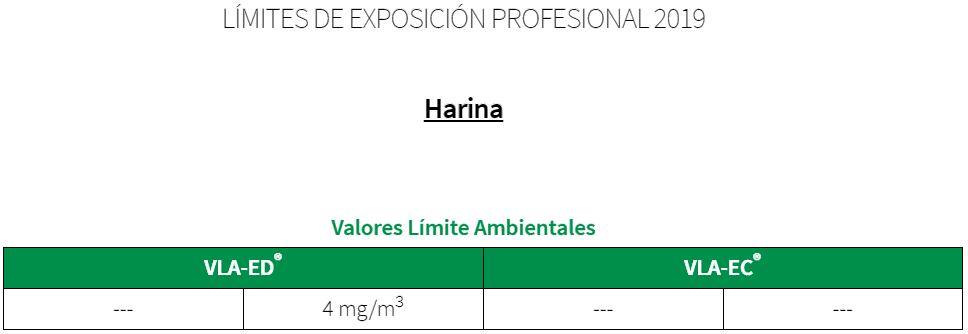 LÍMITES DE EXPOSICIÓN PROFESIONAL 2019
Harina
Valores Límite Ambientales
VLA-ED® VLA-EC®
--- 4 mg/m³ --- ---